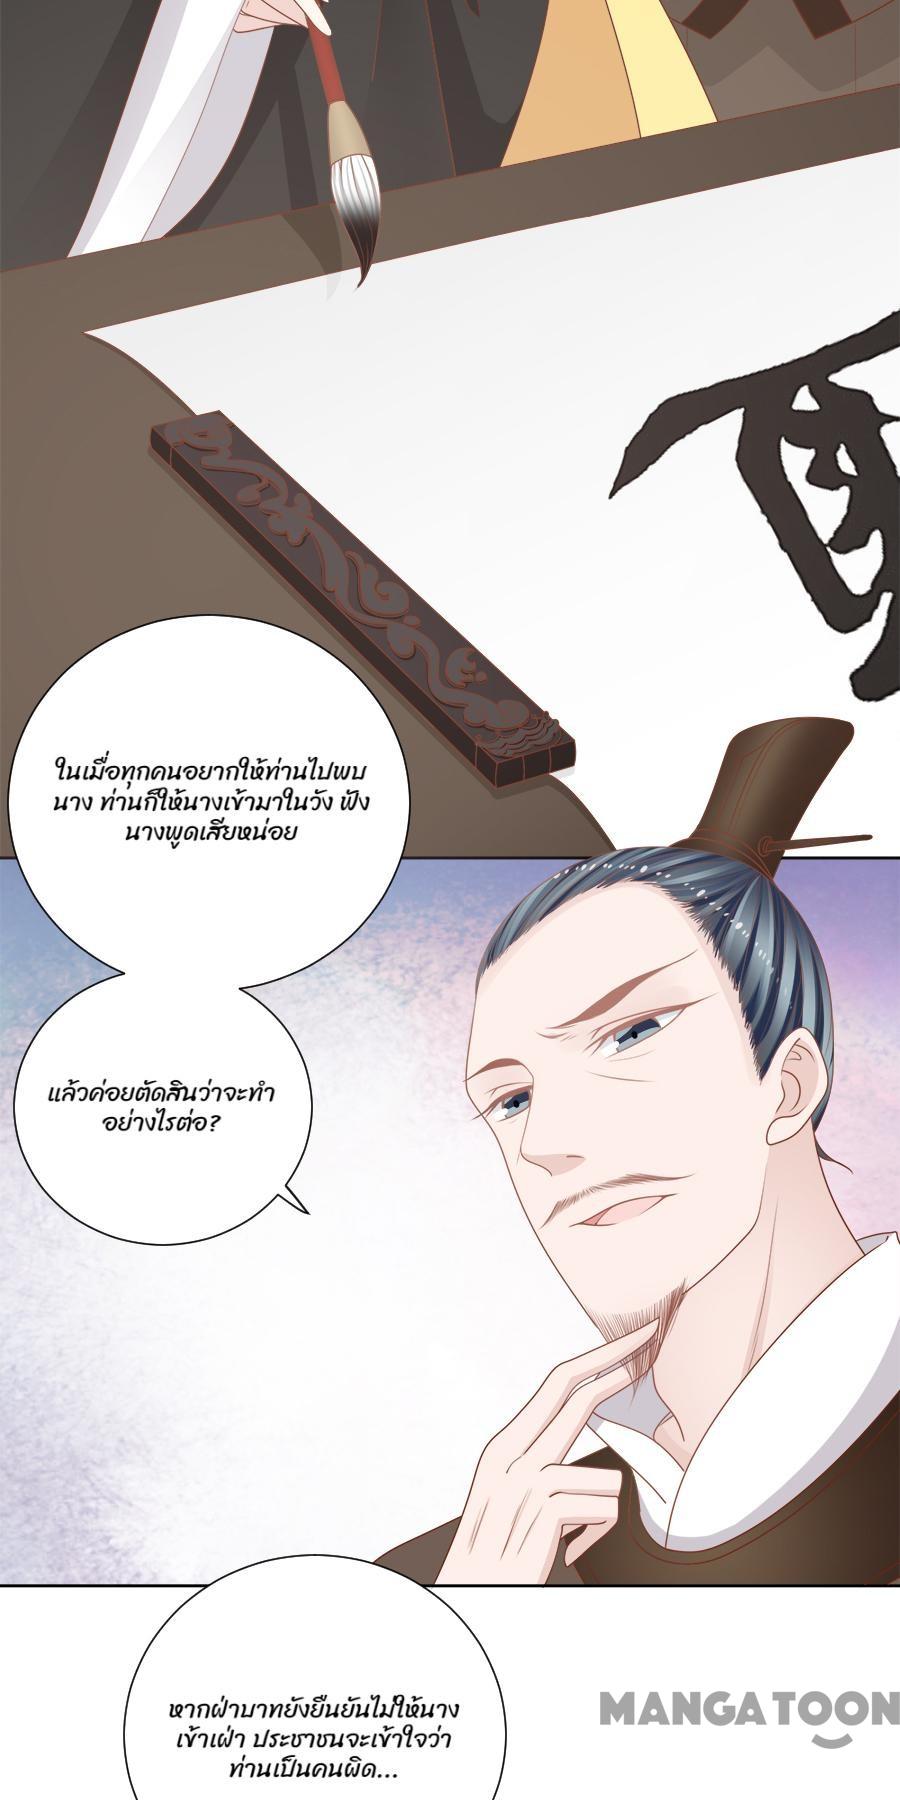 ในเมื่อทุกคนอยากให้ท่านไปพบ
นาง ท่านก็ให้นางเข้ามาในวัง ฟัง
นางพูดเสียหน่อย
แล้วค่อยตัดสินว่าจะทำ
อย่างไรต่อ?
หากฝ่าบาทยังยืนยันไม่ให้นาง
เข้าเฝ่า ประชาชนจะเข้าใจว่า
ท่านเป็นคนผิด...
MANGATOON